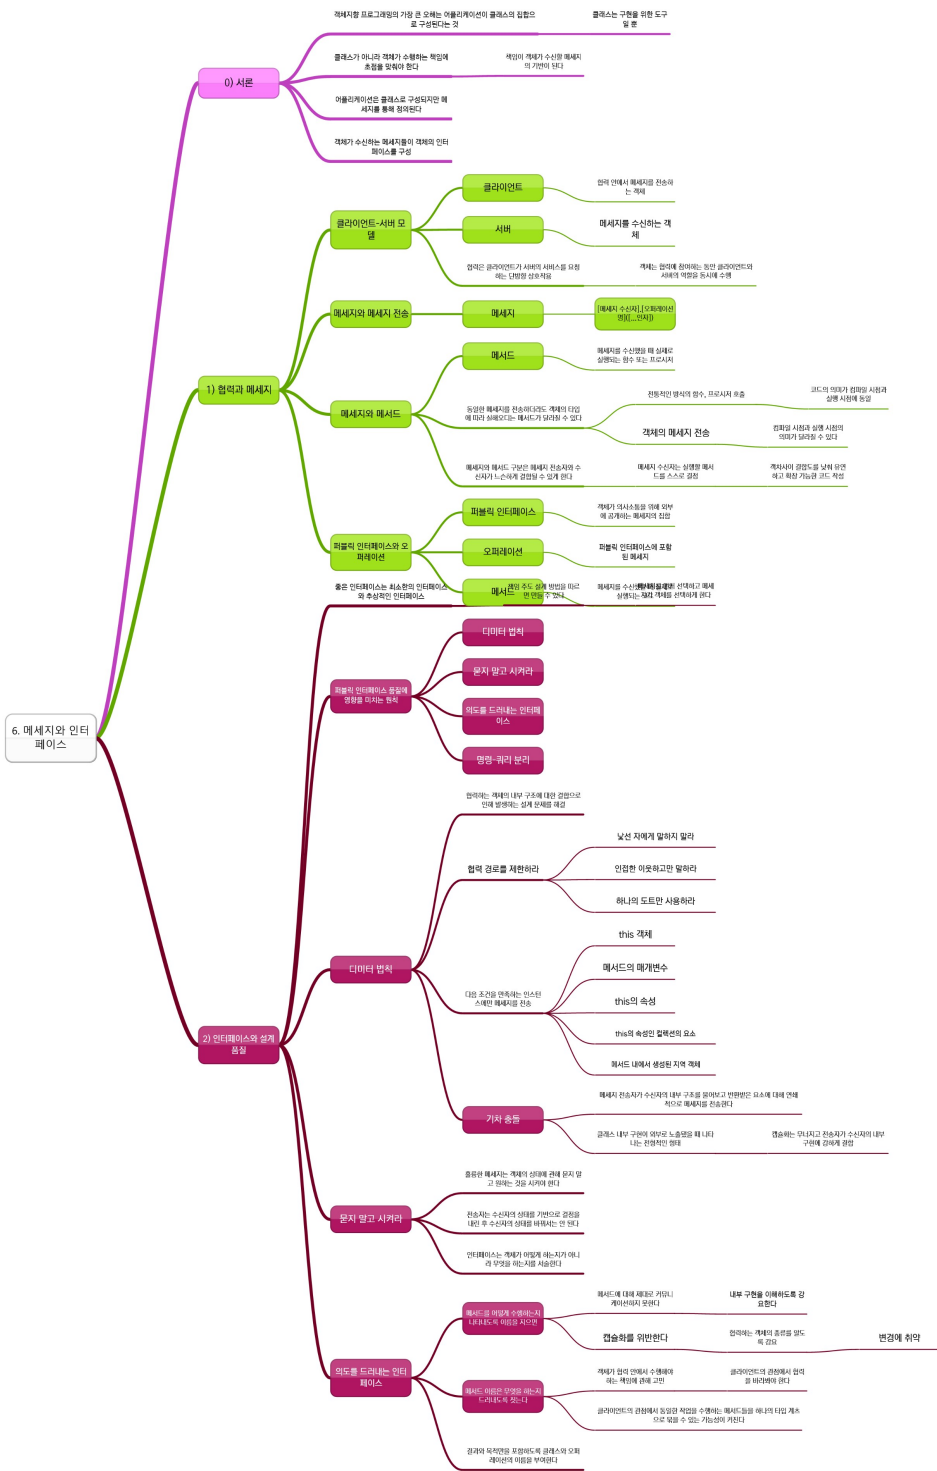 객체지향 프로그래밍의 가장 큰 오해는 어플리케이션이 클래스의 집합으
로 구성된다는 것
클래스는 구현을 위한 도구
일 뿐
클래스가 아니라 객체가 수행하는 책임에
초점을 맞춰야 한다
책임이 객체가 수신할 메세지
의 기반이 된다
0) 서론
어플리케이션은 클래스로 구성되지만 메
세지를 통해 정의된다
객체가 수신하는 메세지들이 객체의 인터
페이스를 구성
클라이언트
협력 안에서 메세지를 전송하
는 객체
클라이언트-서버 모
델
서버
메세지를 수신하는 객
체
협력은 클라이언트가 서버의 서비스를 요청
하는 단방향 상호작용
객체는 협력에 참여하는 동안 클라이언트와
서버의 역할을 동시에 수행
메세지와 메세지 전송
메세지
[메세지 수신자].[오퍼레이션
명]([...인자])
메서드
메세지를 수신했을 때 실제로
실행되는 함수 또는 프로시저
1) 협력과 메세지
메세지와 메서드
동일한 메세지를 전송하더라도 객체의 타입
에 따라 실해오디는 메서드가 달라질 수 있다
전통적인 방식의 함수, 프로시저 호출
코드의 의미가 컴파일 시점과
실행 시점에 동일
객체의 메세지 전송
컴파일 시점과 실행 시점의
의미가 달라질 수 있다
메세지와 메서드 구분은 메세지 전송자와 수
신자가 느슨하게 결합될 수 있게 한다
메세지 수신자는 실행할 메서
드를 스스로 결정
객차사이 결합도를 낮춰 유연
하고 확장 가능한 코드 작성
퍼블릭 인터페이스
객체가 의사소통을 위해 외부
에 공개하는 메세지의 집합
퍼블릭 인터페이스와 오
퍼레이션
오퍼레이션
퍼블릭 인터페이스에 포함
된 메세지
메서드
메세지를 수신했
실행되는
좋은 인터페이스는 최소한의 인터페이스
와 추상적인 인터페이스
책임 주도 설계 방법을 따르
면 만들 수 있다
선택하고 메세
객체를 선택하게 한다
디미터 법칙
묻지 말고 시켜라
퍼블릭 인터페이스 품질에
영향을 미치는 원칙
의도를 드러내는 인터페
이스
명령-쿼리 분리
6. 메세지와 인터
페이스
협력하는 객체의 내부 구조에 대한 결합으로
인해 발생하는 설계 문제를 해결
협력 경로를 제한하라
낯선 자에게 말하지 말라
인접한 이웃하고만 말하라
하나의 도트만 사용하라
디미터 법칙
다음 조건을 만족하는 인스턴
스에만 메세지를 전송
this 객체
메서드의 매개변수
this의 속성
this의 속성인 컬렉션의 요소
메서드 내에서 생성된 지역 객체
2) 인터페이스와 설계
품질
기차 충돌
메세지 전송자가 수신자의 내부 구조를 물어보고 반환받은 요소에 대해 연쇄
적으로 메세지를 전송한다
클래스 내부 구현이 외부로 노출됐을 때 나타
나는 전형적인 형태
캡슐화는 무너지고 전송자가 수신자의 내부
구현에 강하게 결합
훌륭한 메세지는 객체의 상태에 관해 묻지 말
고 원하는 것을 시켜야 한다
묻지 말고 시켜라
전송자는 수신자의 상태를 기반으로 결정을
내린 후 수신자의 상태를 바꿔서는 안 된다
인터페이스는 객체가 어떻게 하는지가 아니
라 무엇을 하는지를 서술한다
메서드를 어떻게 수행하는지
나타내도록 이름을 지으면
메서드에 대해 제대로 커뮤니
케이션하지 못한다
내부 구현을 이해하도록 강
요한다
캡슐화를 위반한다
협력하는 객체의 종류를 알도
록 강요
변경에 취약
의도를 드러내는 인터
페이스
메서드 이름은 무엇을 하는지
드러내도록 짓는다
객체가 협력 안에서 수행해야
하는 책임에 관해 고민
클라이언트의 관점에서 협력
을 바라봐야 한다
클라이언트의 관점에서 동일한 작업을 수행하는 메서드들을 하나의 타입 계츠
으로 묶을 수 있는 가능성이 커진다
결과와 목적만을 포함하도록 클래스와 오퍼
레이션의 이름을 부여한다